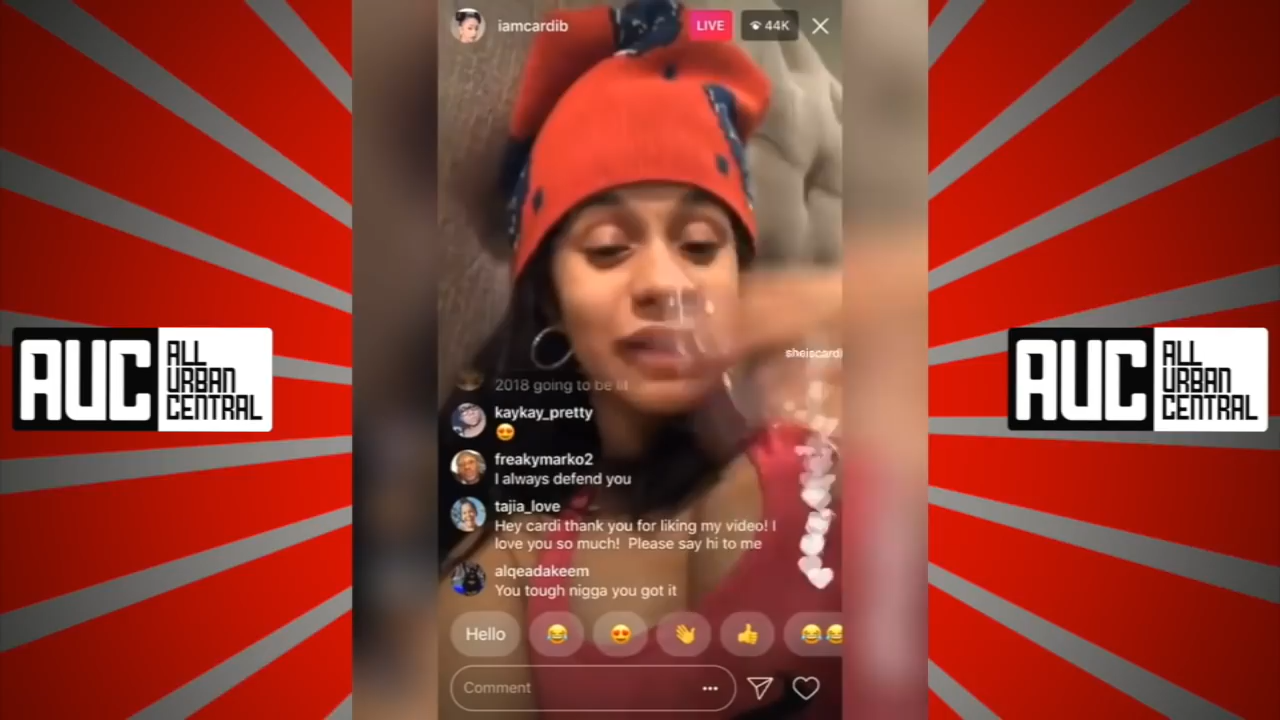 iamcardib
LIVE
44K
AUC
ALL
URBAN
CENTRAL
AUC
ALL
URBAN
CENTRAL
sheiscardi
2018 going to be lit
kaykay_pretty
freakymarko2
I always defend you
tajia_love
Hey cardi thank you for liking my video! I
love you so much! Please say hi to me
alqeadakeem
You tough nigga you got it
Hello
Comment